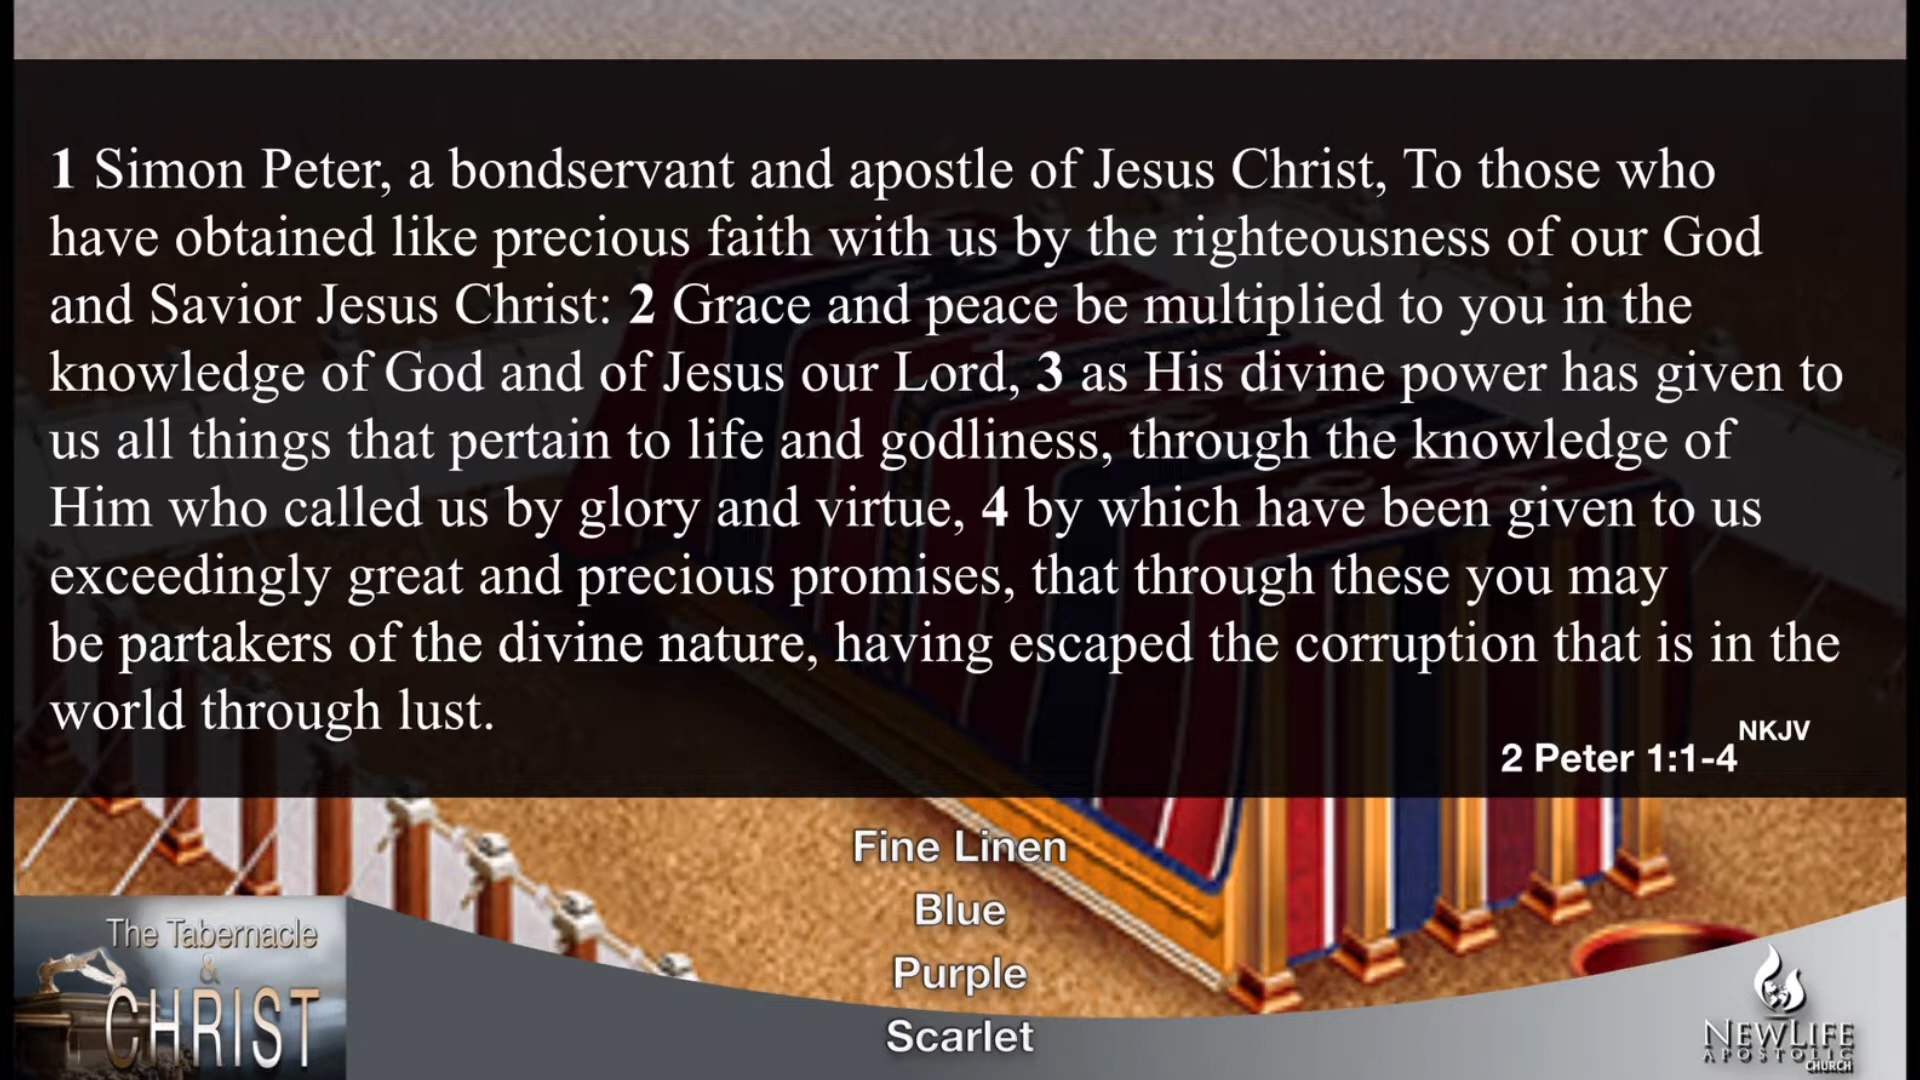 1 Simon Peter, a bondservant and apostle of Jesus Christ, To those who
have obtained like precious faith with us by the righteousness of our God
and Savior Jesus Christ: 2 Grace and peace be multiplied to you in the
knowledge of God and of Jesus our Lord, 3 as His divine power has given to
us all things that pertain to life and godliness, through the knowledge of
Him who called us by glory and virtue, 4 by which have been given to us
exceedingly great and precious promises, that through these you may
be partakers of the divine nature, having escaped the corruption that is in the
world through lust.
2 Peter 1:1-4 NKJV
Fine Linen
Blue
Purple
Scarlet
The Tabernacle
&
CHRIST
NEWLIFE
APOSTOLIC
CHURCH